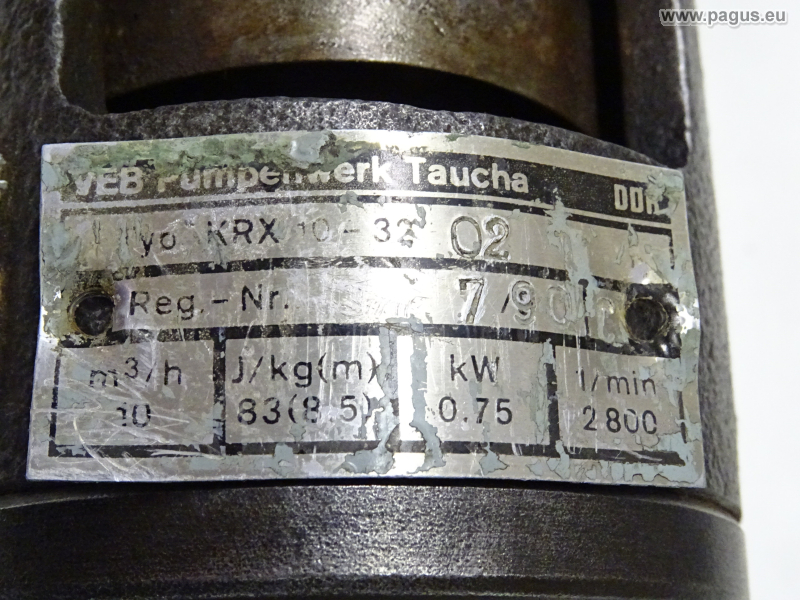 www.pagus.eu
VEB Pumpenwerk Taucha DDR
Typ KRX 10-32 02
Reg.-Nr. 7/90
m³/h J/kg(m) kW 1/min
10 83(8,5) 0.75 2800